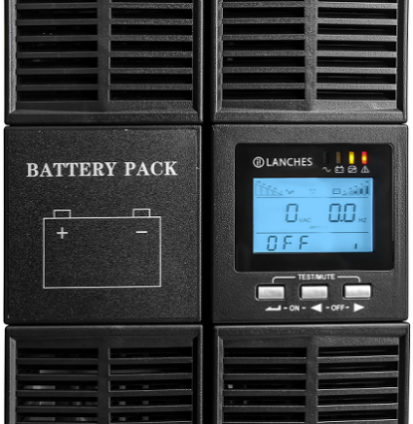 BATTERY PACK
+ −
LANCHES
0 VAC 0.0 HZ
OFF
TEST/MUTE
ON OFF